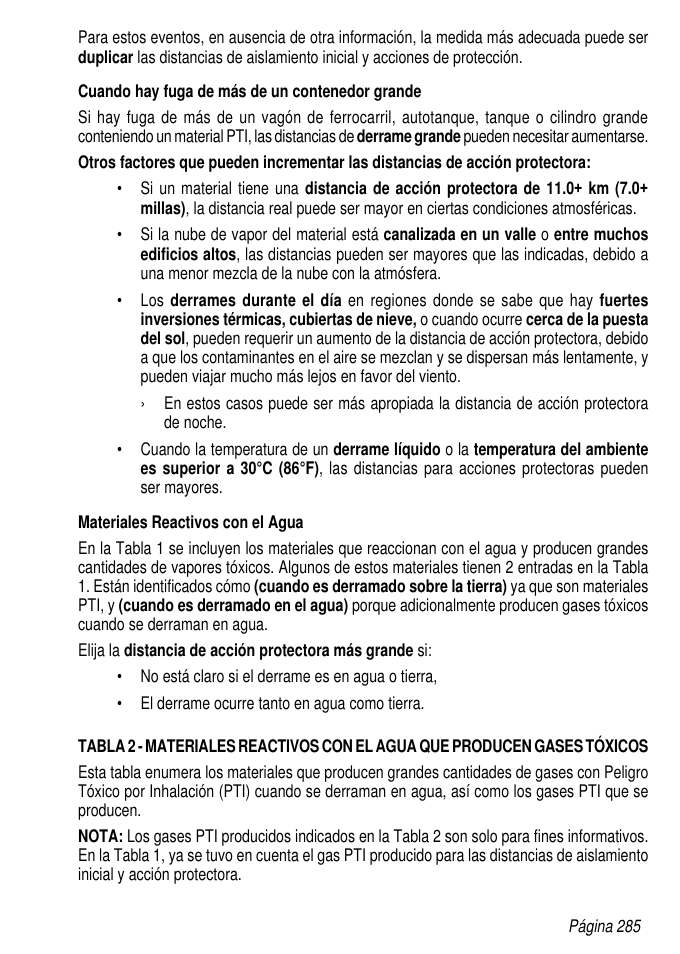 Para estos eventos, en ausencia de otra información, la medida más adecuada puede ser
duplicar las distancias de aislamiento inicial y acciones de protección.
Cuando hay fuga de más de un contenedor grande
Si hay fuga de más de un vagón de ferrocarril, autotanque, tanque o cilindro grande
conteniendo un material PTI, las distancias de derrame grande pueden necesitar aumentarse.
Otros factores que pueden incrementar las distancias de acción protectora:
• Si un material tiene una distancia de acción protectora de 11.0+ km (7.0+
millas), la distancia real puede ser mayor en ciertas condiciones atmosféricas.
• Si la nube de vapor del material está canalizada en un valle o entre muchos
edificios altos, las distancias pueden ser mayores que las indicadas, debido a
una menor mezcla de la nube con la atmósfera.
• Los derrames durante el día en regiones donde se sabe que hay fuertes
inversiones térmicas, cubiertas de nieve, o cuando ocurre cerca de la puesta
del sol, pueden requerir un aumento de la distancia de acción protectora, debido
a que los contaminantes en el aire se mezclan y se dispersan más lentamente, y
pueden viajar mucho más lejos en favor del viento.
› En estos casos puede ser más apropiada la distancia de acción protectora
de noche.
• Cuando la temperatura de un derrame líquido o la temperatura del ambiente
es superior a 30°C (86°F), las distancias para acciones protectoras pueden
ser mayores.
Materiales Reactivos con el Agua
En la Tabla 1 se incluyen los materiales que reaccionan con el agua y producen grandes
cantidades de vapores tóxicos. Algunos de estos materiales tienen 2 entradas en la Tabla
1. Están identificados cómo (cuando es derramado sobre la tierra) ya que son materiales
PTI, y (cuando es derramado en el agua) porque adicionalmente producen gases tóxicos
cuando se derraman en agua.
Elija la distancia de acción protectora más grande si:
• No está claro si el derrame es en agua o tierra,
• El derrame ocurre tanto en agua como tierra.
TABLA 2 - MATERIALES REACTIVOS CON EL AGUA QUE PRODUCEN GASES TÓXICOS
Esta tabla enumera los materiales que producen grandes cantidades de gases con Peligro
Tóxico por Inhalación (PTI) cuando se derraman en agua, así como los gases PTI que se
producen.
NOTA: Los gases PTI producidos indicados en la Tabla 2 son solo para fines informativos.
En la Tabla 1, ya se tuvo en cuenta el gas PTI producido para las distancias de aislamiento
inicial y acción protectora.
Página 285